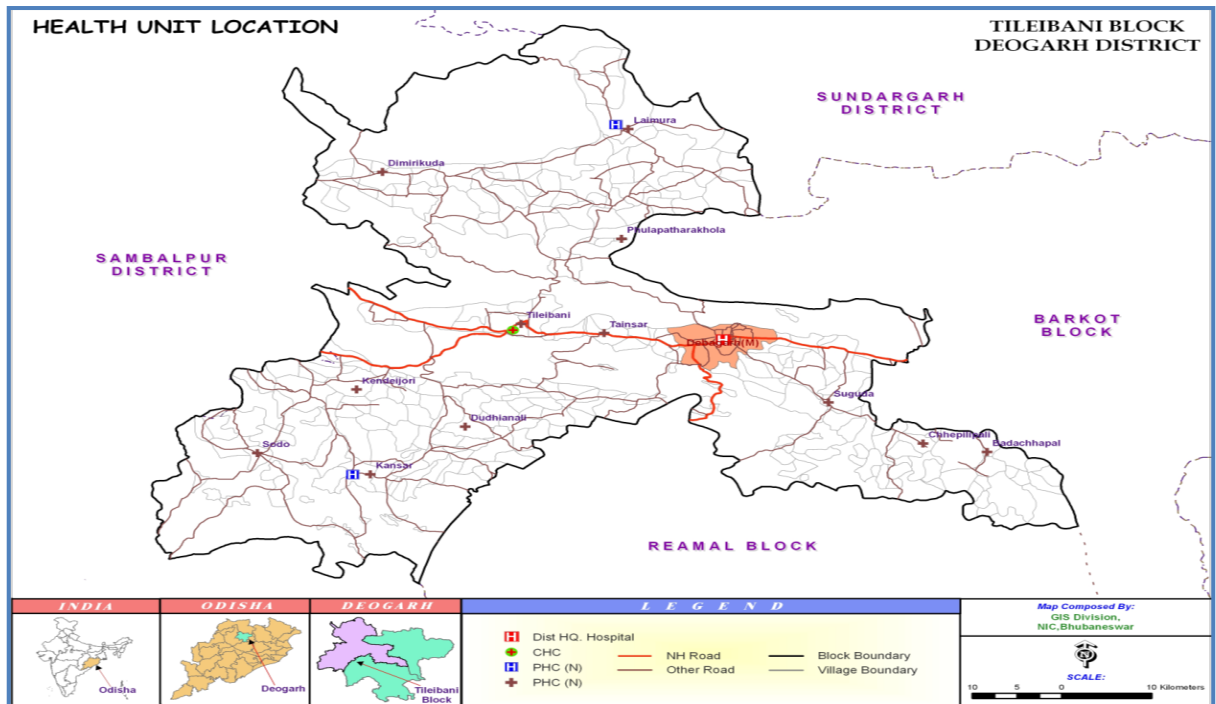 HEALTH UNIT LOCATION
TILEIBANI BLOCK
DEOGARH DISTRICT
SUNDARGARH
DISTRICT
H
Laimura
Dimirikuda
Phulapatharakhola
SAMBALPUR
DISTRICT
BARKOT
BLOCK
Tileibani
Tainsar
H
Debagarh(M)
Kendeijori
Suguda
Dudhianali
Chhepilipali
Badachhapal
Sodo
H
Kansar
REAMAL BLOCK
INDIA
Odisha
ODISHA
Deogarh
DEOGARH
Tileibani
Block
LEGEND
H Dist HQ. Hospital
CHC
H PHC (N)
PHC (N)
NH Road
Other Road
Block Boundary
Village Boundary
Map Composed By:
GIS Division,
NIC,Bhubaneswar
N
SCALE:
10 5 0 10 Kilometers